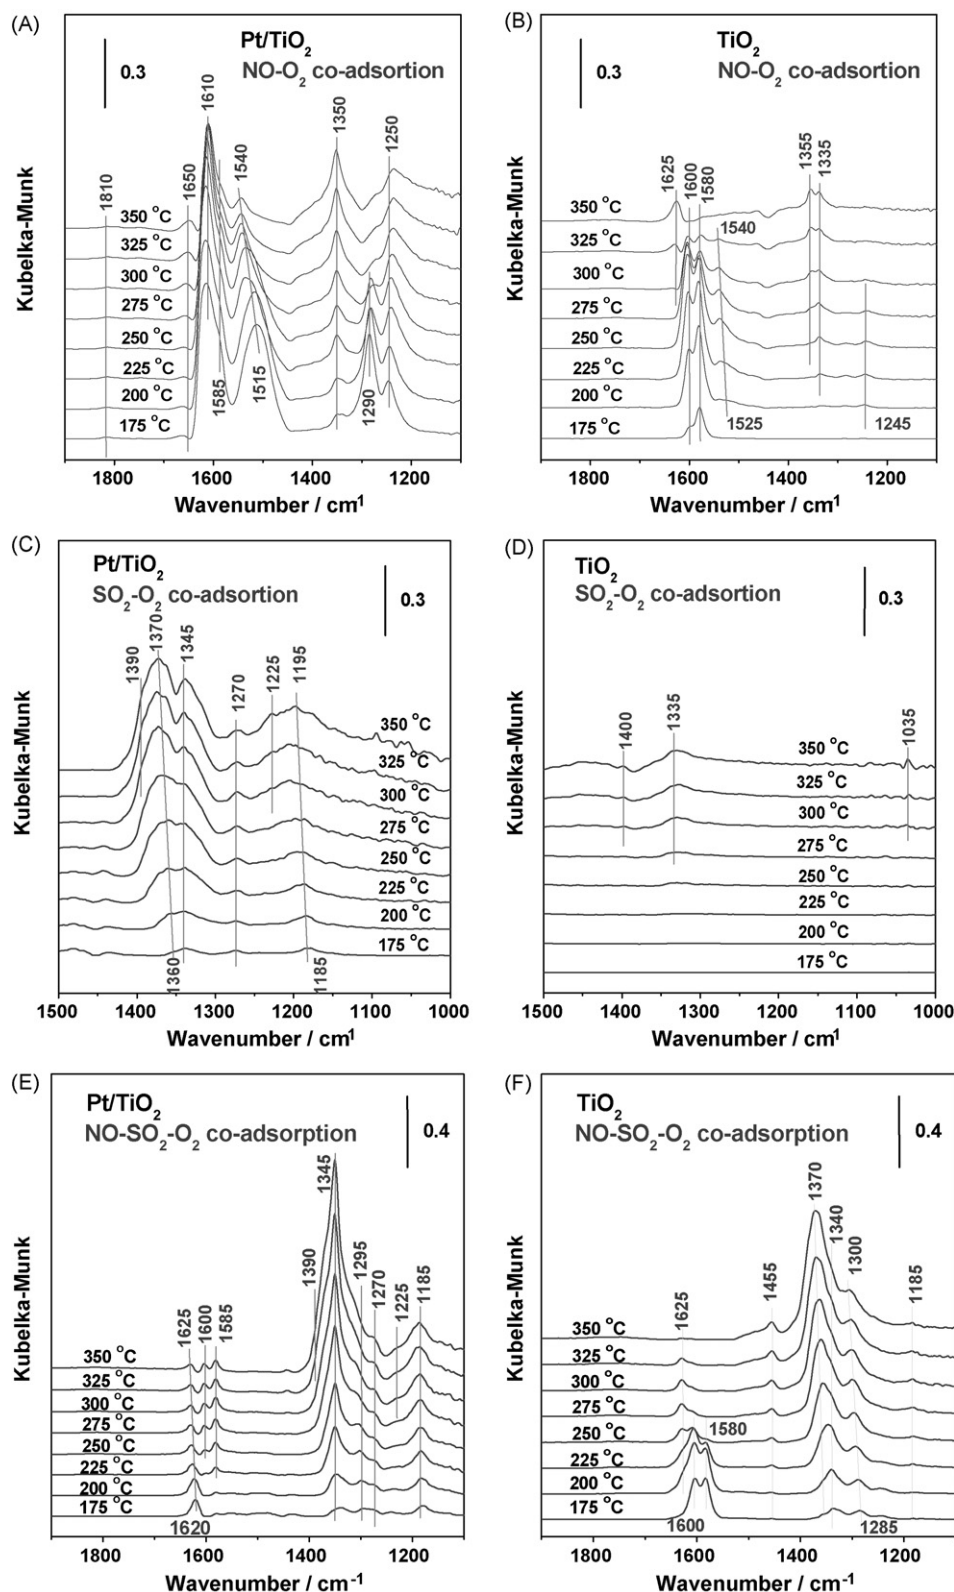 (A)
Pt/TiO2
NO-O2 co-adsortion
0.3
1810
1650
1610
1540
1350
1250
350 °C
325 °C
300 °C
275 °C
250 °C
225 °C
200 °C
175 °C
1585
1515
1290
Kubelka-Munk
1800
1600
1400
1200
Wavenumber / cm1
(B)
TiO2
NO-O2 co-adsortion
0.3
1625
1600
1580
1540
1355
1335
350 °C
325 °C
300 °C
275 °C
250 °C
225 °C
200 °C
175 °C
1525
1245
Kubelka-Munk
1800
1600
1400
1200
Wavenumber / cm1
(C)
Pt/TiO2
SO2-O2 co-adsortion
0.3
1390
1370
1345
1270
1225
1195
350 °C
325 °C
300 °C
275 °C
250 °C
225 °C
200 °C
175 °C
1360
1185
Kubelka-Munk
1500
1400
1300
1200
1100
1000
Wavenumber / cm1
(D)
TiO2
SO2-O2 co-adsortion
0.3
1400
1335
1035
350 °C
325 °C
300 °C
275 °C
250 °C
225 °C
200 °C
175 °C
Kubelka-Munk
1500
1400
1300
1200
1100
1000
Wavenumber / cm1
(E)
Pt/TiO2
NO-SO2-O2 co-adsorption
0.4
1625
1600
1585
1390
1345
1295
1270
1225
1185
350 °C
325 °C
300 °C
275 °C
250 °C
225 °C
200 °C
175 °C
1620
Kubelka-Munk
1800
1600
1400
1200
Wavenumber / cm-1
(F)
TiO2
NO-SO2-O2 co-adsorption
0.4
1625
1455
1370
1340
1300
1185
350 °C
325 °C
300 °C
275 °C
250 °C
225 °C
200 °C
175 °C
1580
1600
1285
Kubelka-Munk
1800
1600
1400
1200
Wavenumber / cm-1